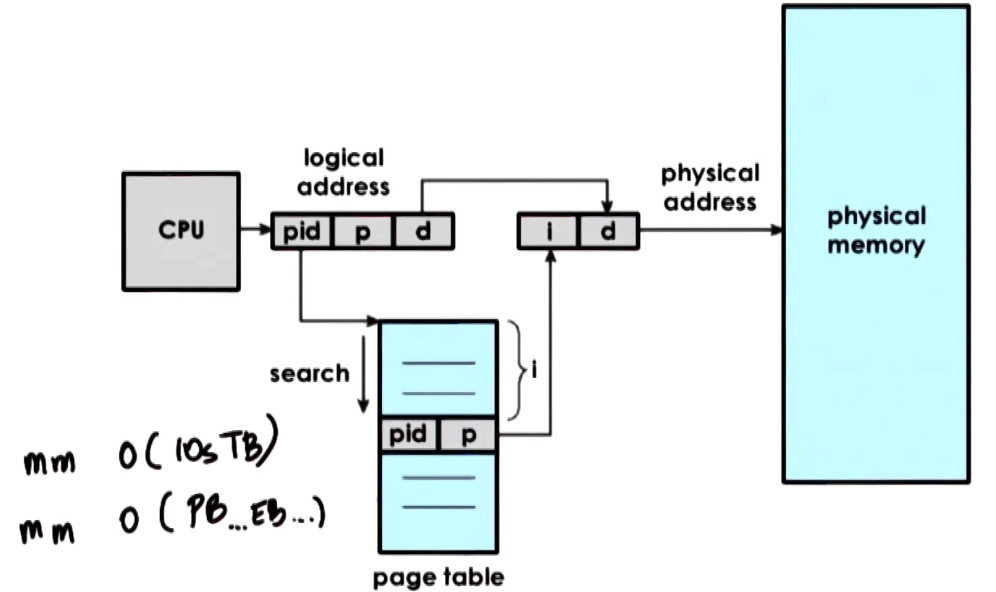 logical
address
physical
address
CPU
pid p d
i d
physical
memory
search
i
pid p
mm O(10s TB)
mm O(PB...EB...)
page table